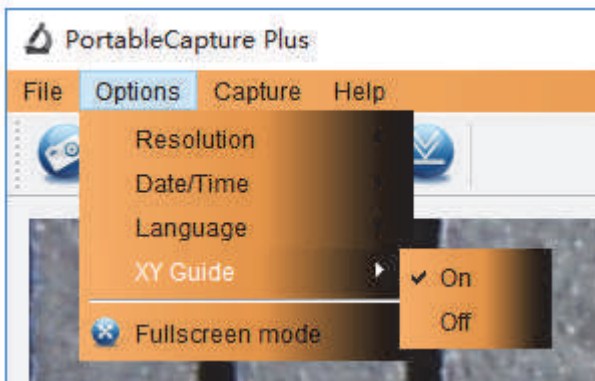 PortableCapture Plus
File Options Capture Help
Resolution
Date/Time
Language
XY Guide
On
Off
Fullscreen mode